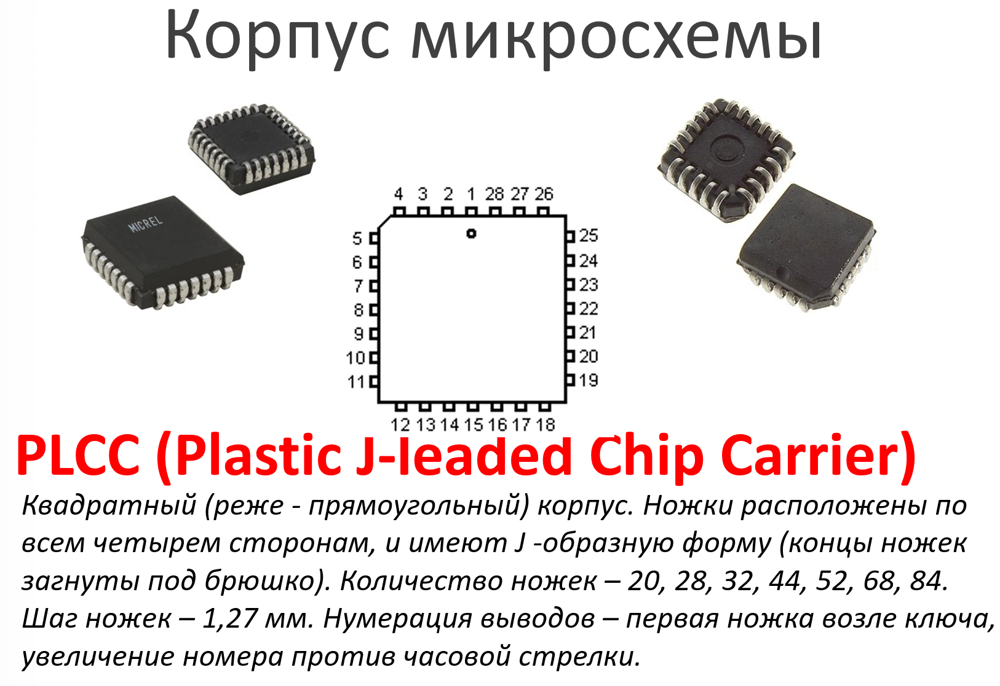 Корпус микросхемы
MICREL
4 3 2 1 28 27 26
5
6
7
8
9
10
11
25
24
23
22
21
20
19
12 13 14 15 16 17 18
PLCC (Plastic J-leaded Chip Carrier)
Квадратный (реже - прямоугольный) корпус. Ножки расположены по
всем четырем сторонам, и имеют J -образную форму (концы ножек
загнуты под брюшко). Количество ножек – 20, 28, 32, 44, 52, 68, 84.
Шаг ножек – 1,27 мм. Нумерация выводов – первая ножка возле ключа,
увеличение номера против часовой стрелки.